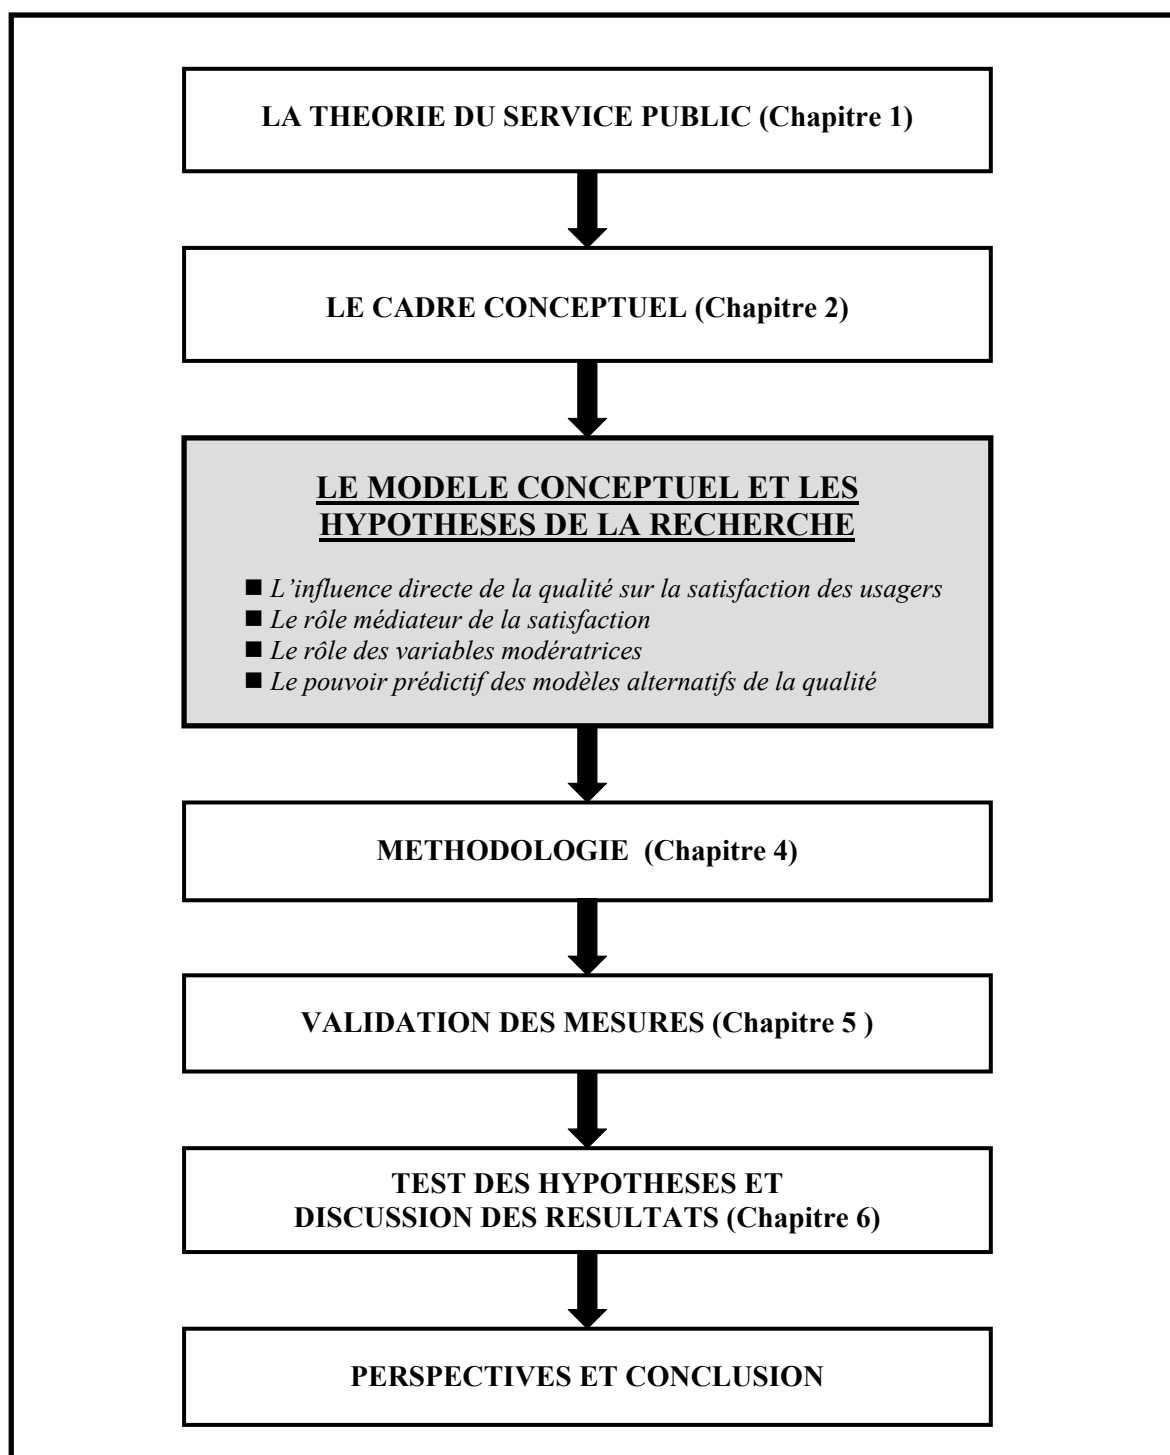 LA THEORIE DU SERVICE PUBLIC (Chapitre 1)
LE CADRE CONCEPTUEL (Chapitre 2)
LE MODELE CONCEPTUEL ET LES
HYPOTHESES DE LA RECHERCHE
■ L’influence directe de la qualité sur la satisfaction des usagers
■ Le rôle médiateur de la satisfaction
■ Le rôle des variables modératrices
■ Le pouvoir prédictif des modèles alternatifs de la qualité
METHODOLOGIE (Chapitre 4)
VALIDATION DES MESURES (Chapitre 5 )
TEST DES HYPOTHESES ET
DISCUSSION DES RESULTATS (Chapitre 6)
PERSPECTIVES ET CONCLUSION